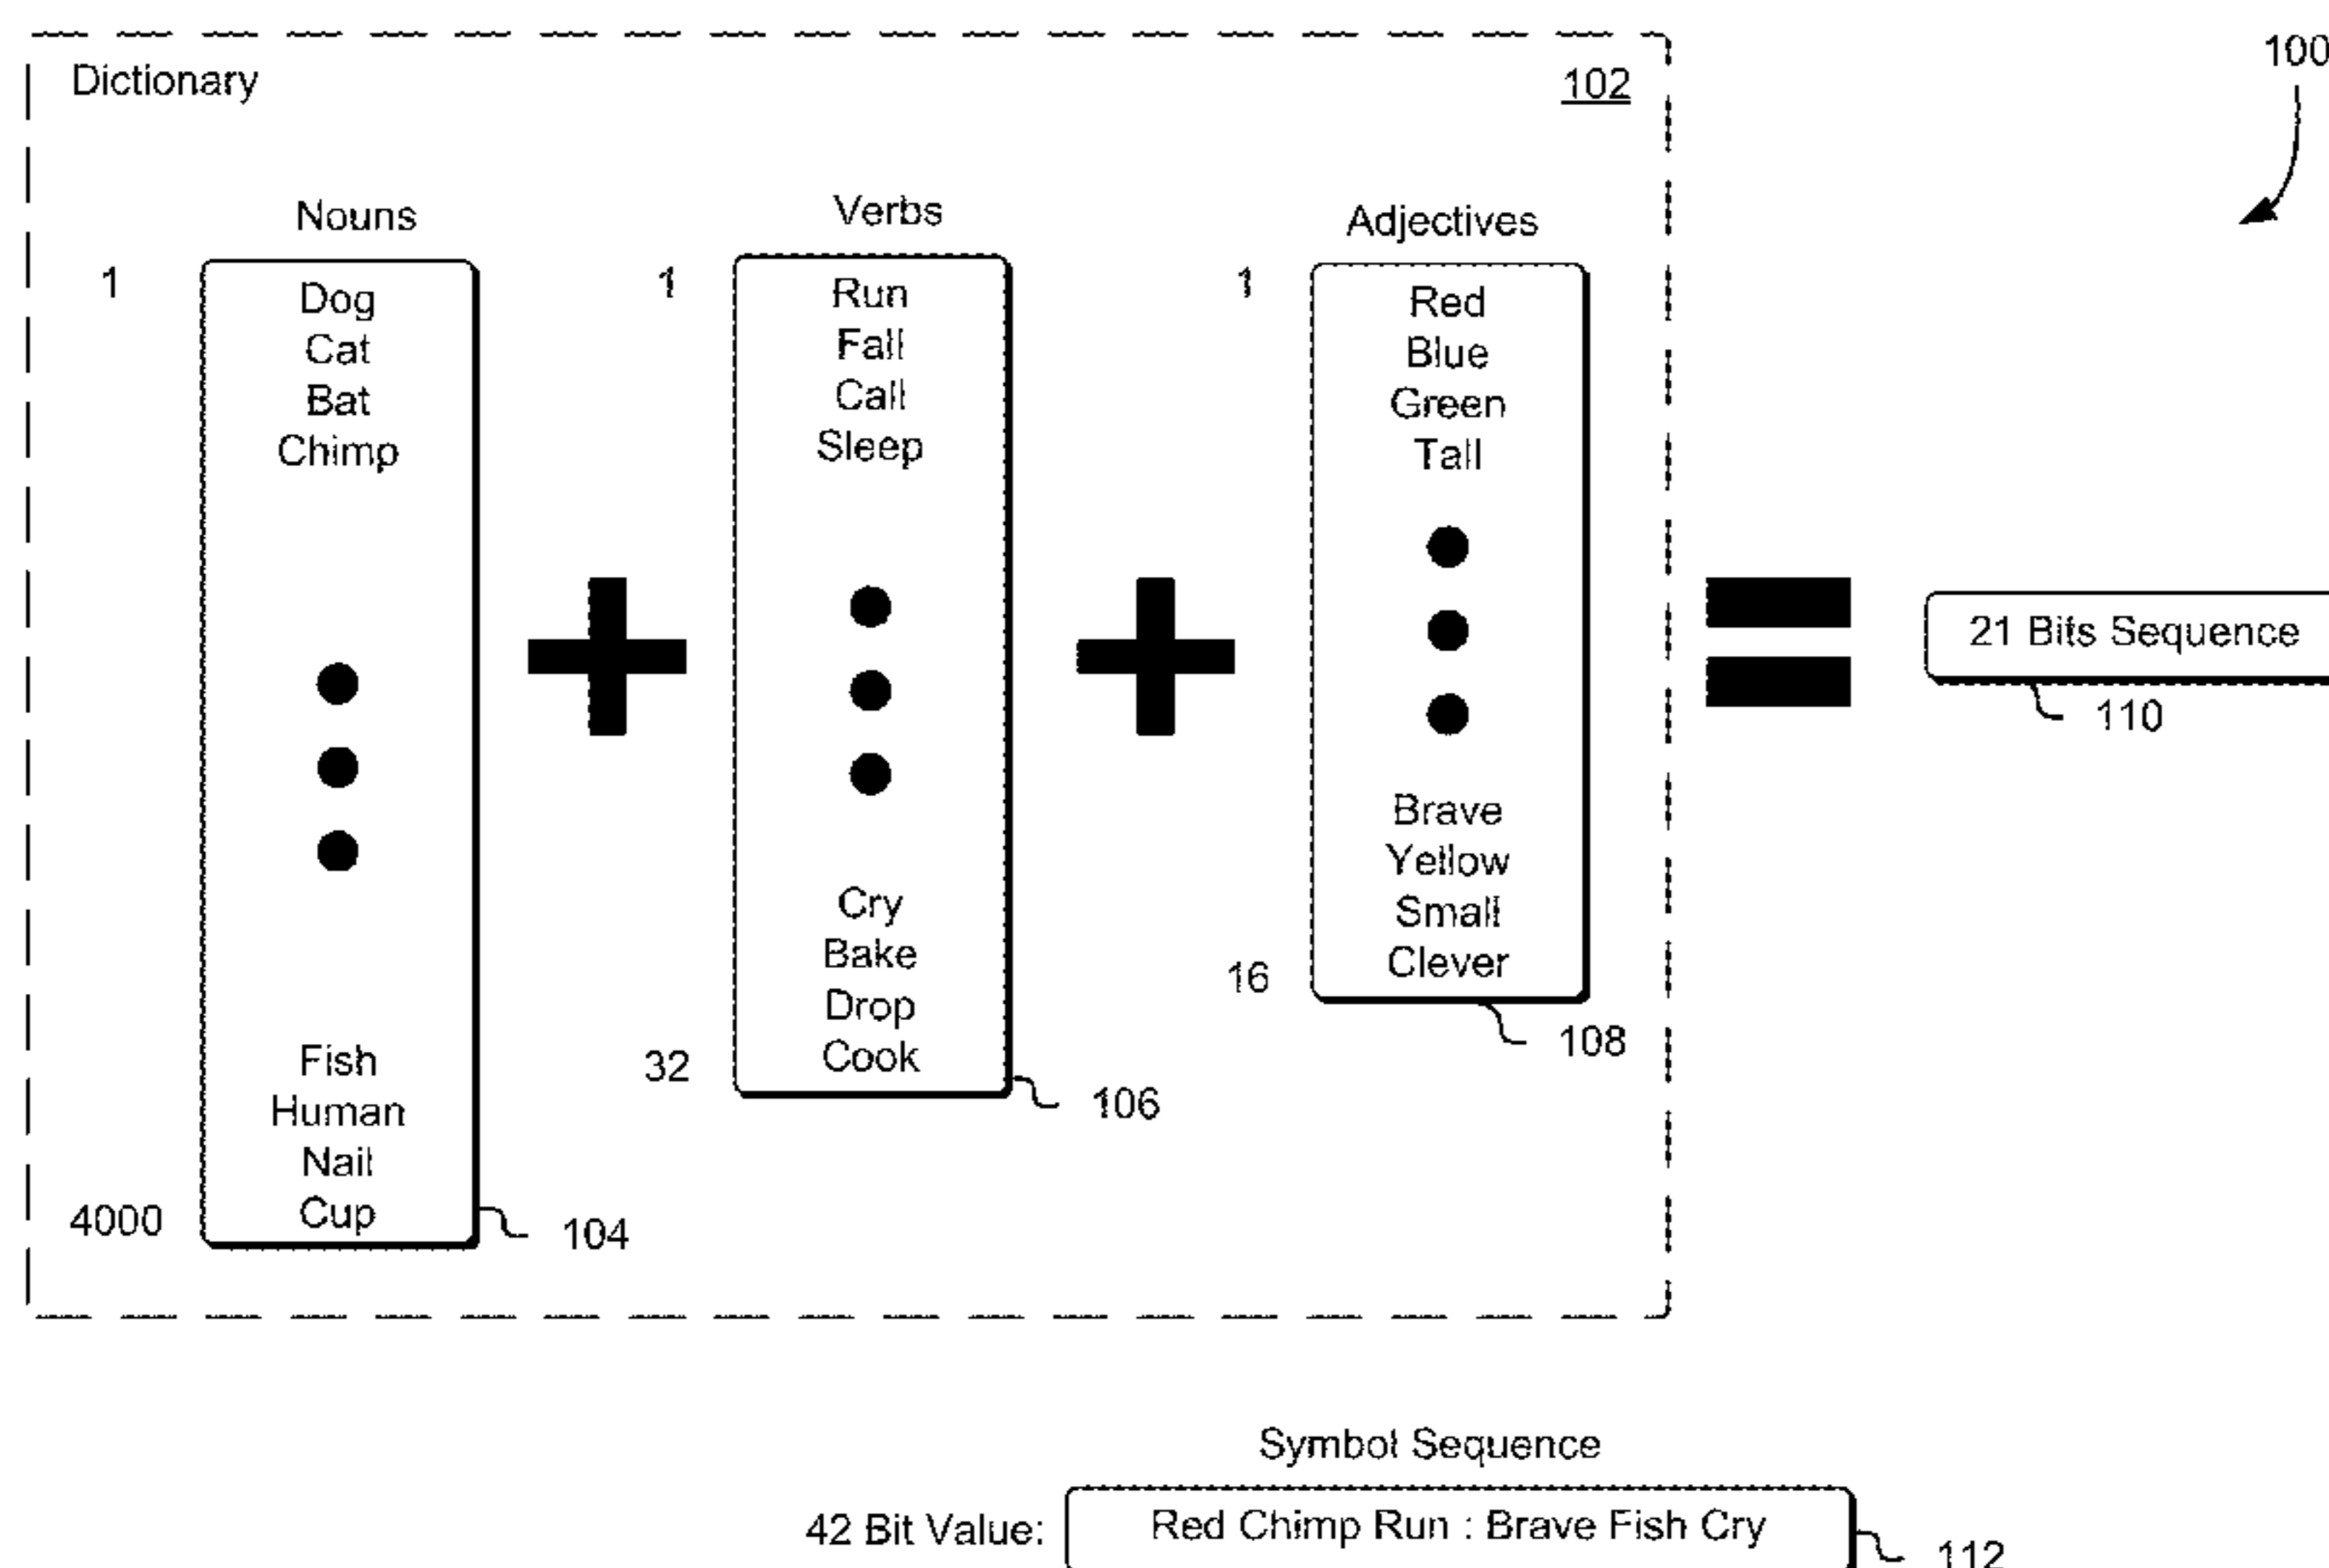 100
Dictionary
102
Nouns
Verbs
Adjectives
1
Dog
Cat
Bat
Chimp
Fish
Human
Nail
Cup
4000
104
1
Run
Fall
Call
Sleep
Cry
Bake
Drop
Cook
32
106
1
Red
Blue
Green
Tall
Brave
Yellow
Small
Clever
16
108
21 Bits Sequence
110
Symbol Sequence
42 Bit Value:
Red Chimp Run : Brave Fish Cry
112